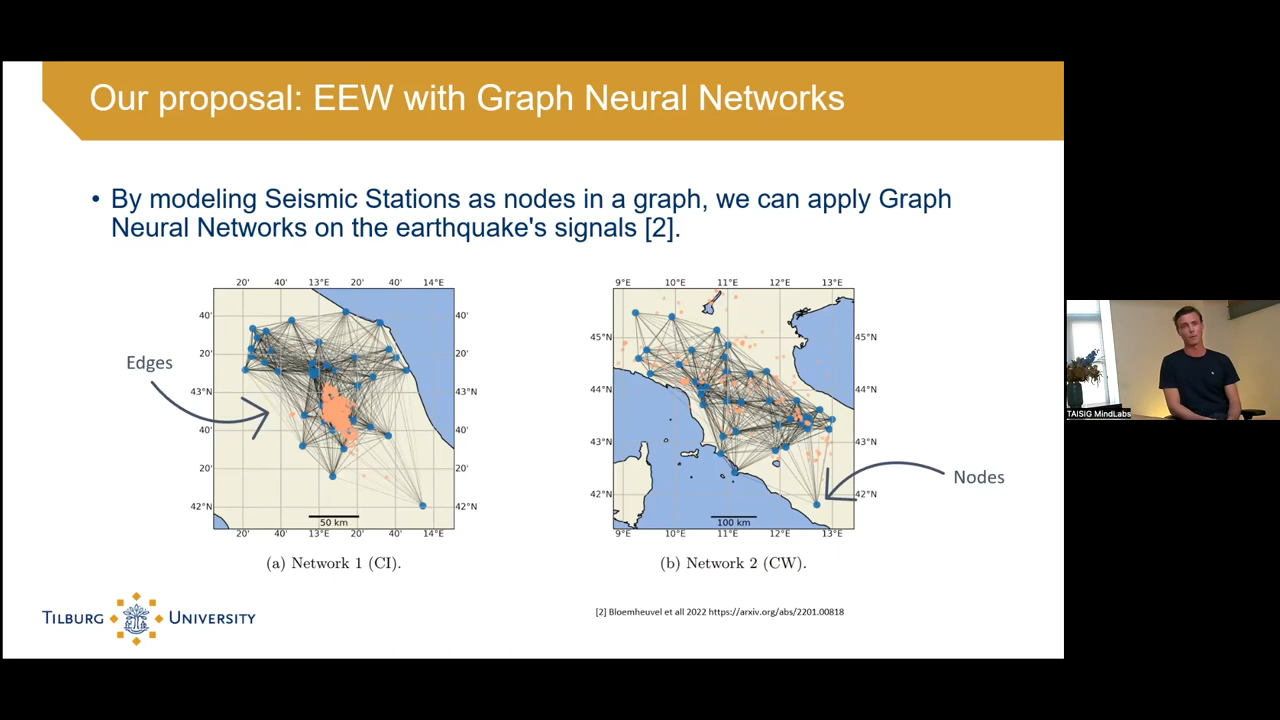 Our proposal: EEW with Graph Neural Networks
• By modeling Seismic Stations as nodes in a graph, we can apply Graph
Neural Networks on the earthquake's signals [2].
20' 40' 13°E 20' 40' 14°E
40' 40'
20' 20'
43°N 43°N
40' 40'
20' 20'
42°N 42°N
50 km
20' 40' 13°E 20' 40' 14°E
Edges
(a) Network 1 (CI).
9°E 10°E 11°E 12°E 13°E
45°N 45°N
44°N 44°N
43°N 43°N
42°N 42°N
100 km
9°E 10°E 11°E 12°E 13°E
Nodes
(b) Network 2 (CW).
[2] Bloemheuvel et all 2022 https://arxiv.org/abs/2201.00818
TILBURG UNIVERSITY
TAISIG MindLabs